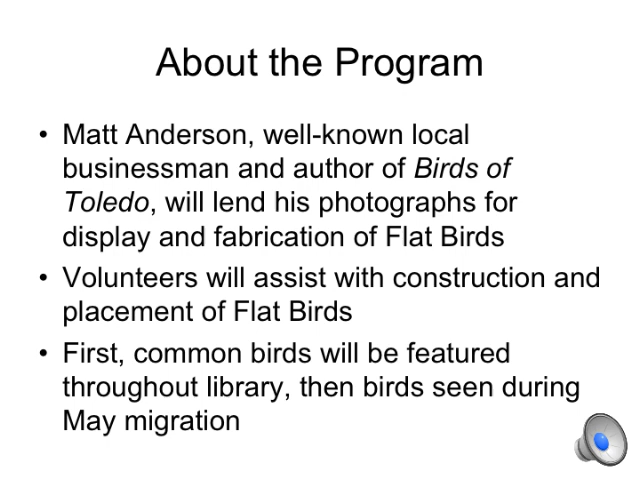 About the Program
• Matt Anderson, well-known local
businessman and author of Birds of
Toledo, will lend his photographs for
display and fabrication of Flat Birds
• Volunteers will assist with construction and
placement of Flat Birds
• First, common birds will be featured
throughout library, then birds seen during
May migration